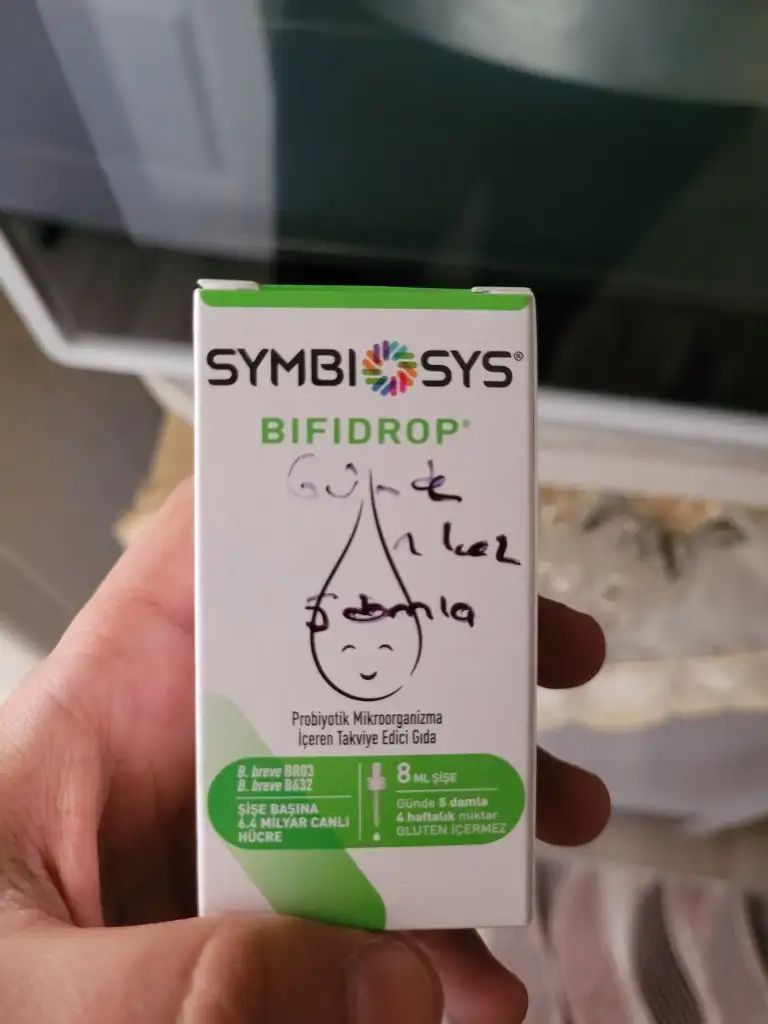 SYMBIOSYS®
BIFIDROP®
Günde
1 kez
5 damla
Probiyotik Mikroorganizma
İçeren Takviye Edici Gıda
B. breve BR03
B. breve B632
ŞİŞE BAŞINA
6.4 MİLYAR CANLI
HÜCRE
8 ML ŞİŞE
Günde 5 damla
4 haftalık miktar
GLUTEN İÇERMEZ